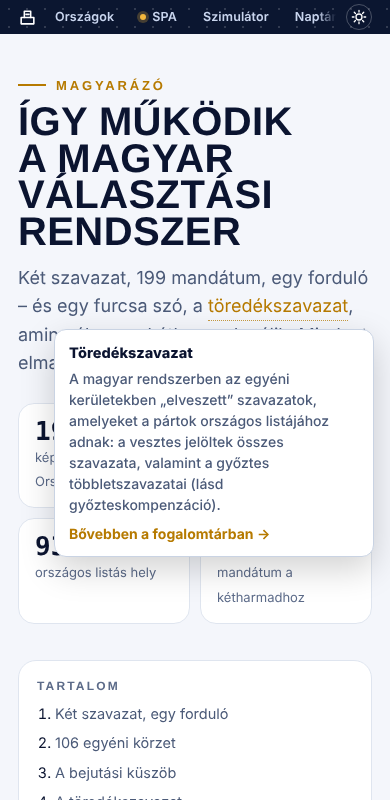 Országok SPA Szimulátor
MAGYARÁZÓ
ÍGY MŰKÖDIK
A MAGYAR
VÁLASZTÁSI
RENDSZER
Két szavazat, 199 mandátum, egy forduló
– és egy furcsa szó, a töredékszavazat,
Töredékszavazat
A magyar rendszerben az egyéni
kerületekben „elveszett” szavazatok,
amelyeket a pártok országos listájához
adnak: a vesztes jelöltek összes
szavazata, valamint a győztes
többletszavazatai (lásd
győzteskompenzáció).
Bővebben a fogalomtárban →
országos listás hely
mandátum a
kétharmadhoz
TARTALOM
1. Két szavazat, egy forduló
2. 106 egyéni körzet
3. A bejutási küszöb